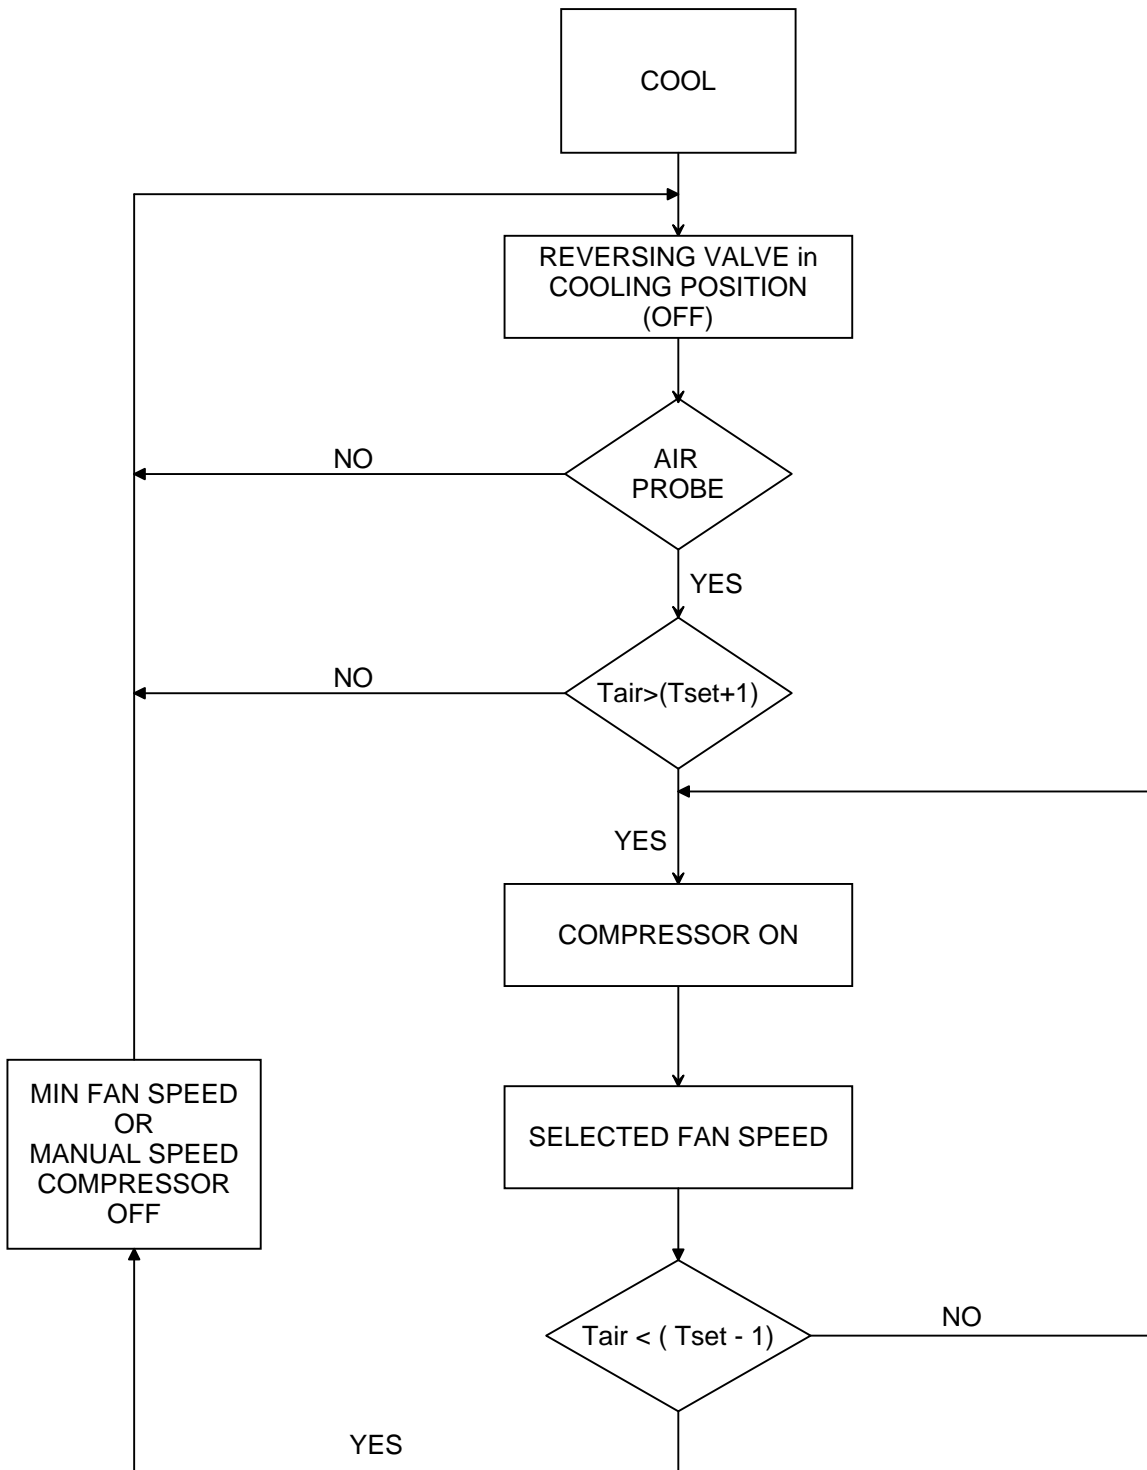 COOL
REVERSING VALVE in
COOLING POSITION
(OFF)
NO
AIR
PROBE
YES
NO
Tair>(Tset+1)
YES
COMPRESSOR ON
MIN FAN SPEED
OR
MANUAL SPEED
COMPRESSOR
OFF
SELECTED FAN SPEED
Tair < ( Tset - 1)
NO
YES